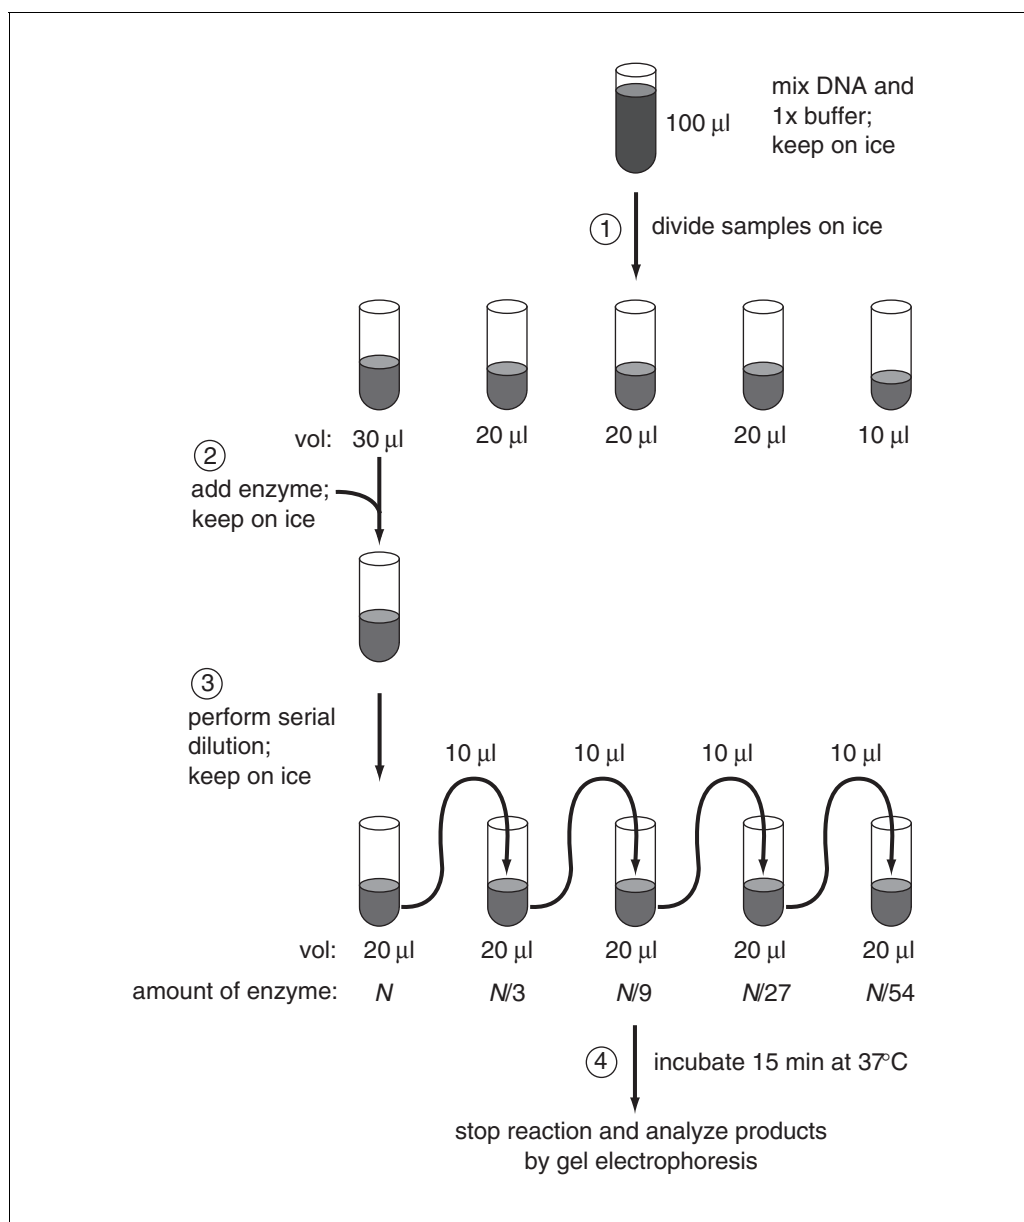 mix DNA and
1x buffer;
keep on ice
100 µl
1
divide samples on ice
vol: 30 µl 20 µl 20 µl 20 µl 10 µl
2
add enzyme;
keep on ice
3
perform serial
dilution;
keep on ice
10 µl 10 µl 10 µl 10 µl
vol: 20 µl 20 µl 20 µl 20 µl 20 µl
amount of enzyme: N N/3 N/9 N/27 N/54
4
incubate 15 min at 37°C
stop reaction and analyze products
by gel electrophoresis